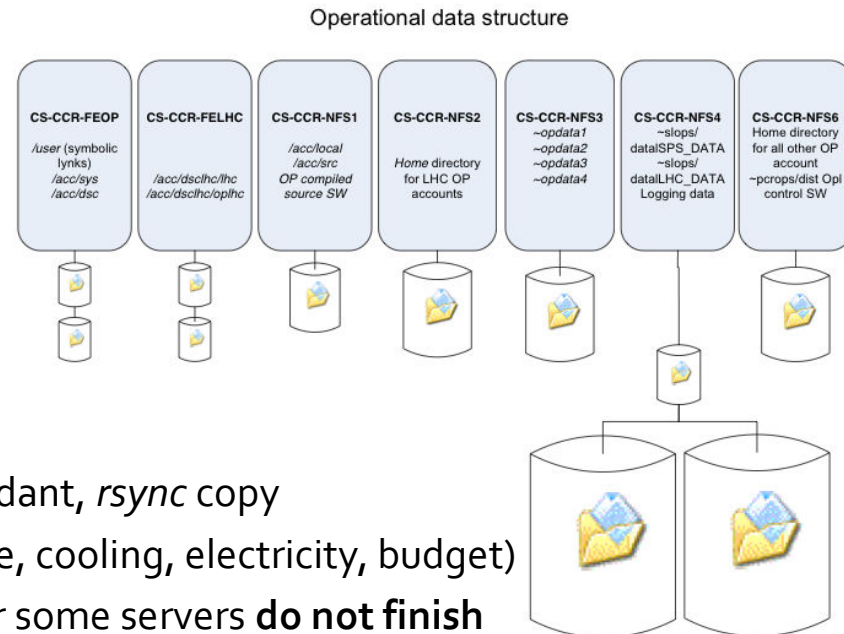 Operational data structure
CS-CCR-FEOP
/user (symbolic
lynks)
/acc/sys
/acc/dsc
CS-CCR-FELHC
/acc/dsclhc/lhc
/acc/dsclhc/oplhc
CS-CCR-NFS1
/acc/local
/acc/src
OP compiled
source SW
CS-CCR-NFS2
Home directory
for LHC OP
accounts
CS-CCR-NFS3
~opdata1
~opdata2
~opdata3
~opdata4
CS-CCR-NFS4
~slops/
datalSPS_DATA
~slops/
datalLHC_DATA
Logging data
CS-CCR-NFS6
Home directory
for all other OP
account
~pcrops/dist Opl
control SW
dant, rsync copy
e, cooling, electricity, budget)
r some servers do not finish